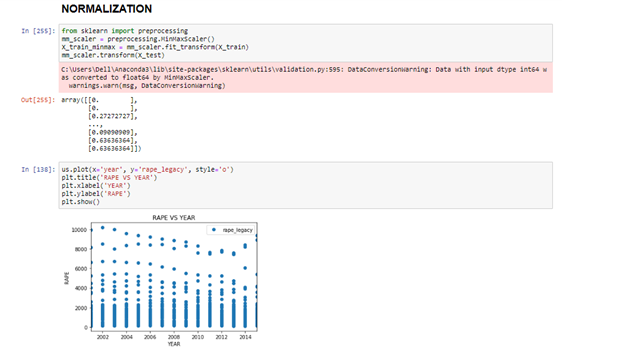 NORMALIZATION
In [255]: from sklearn import preprocessing
mm_scaler = preprocessing.MinMaxScaler()
X_train_minmax = mm_scaler.fit_transform(X_train)
mm_scaler.transform(X_test)
C:\Users\Dell\Anaconda3\lib\site-packages\sklearn\utils\validation.py:595: DataConversionWarning: Data with input dtype int64 w
as converted to float64 by MinMaxScaler.
warnings.warn(msg, DataConversionWarning)
Out[255]: array([[0. ],
[0. ],
[0.27272727],
...,
[0.09090909],
[0.63636364],
[0.63636364]])
In [138]: us.plot(x='year', y='rape_legacy', style='o')
plt.title('RAPE VS YEAR')
plt.xlabel('YEAR')
plt.ylabel('RAPE')
plt.show()
RAPE VS YEAR
rape_legacy
10000
8000
6000
4000
2000
0
RAPE
2002 2004 2006 2008 2010 2012 2014
YEAR